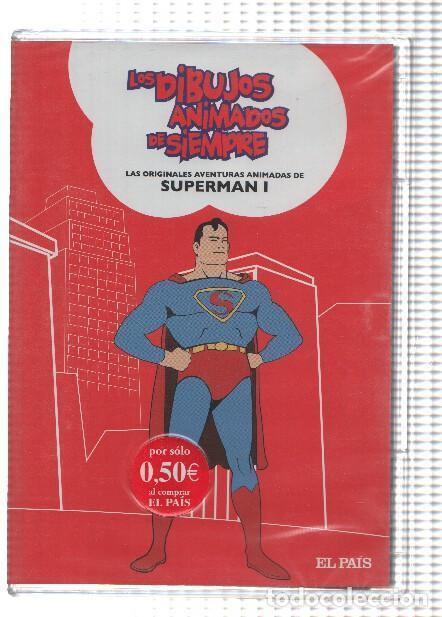 LOS DIBUJOS
ANIMADOS
DE SIEMPRE
LAS ORIGINALES AVENTURAS ANIMADAS DE
SUPERMAN I
S
por sólo
0,50€
al comprar
EL PAÍS
EL PAÍS
todocoleccion